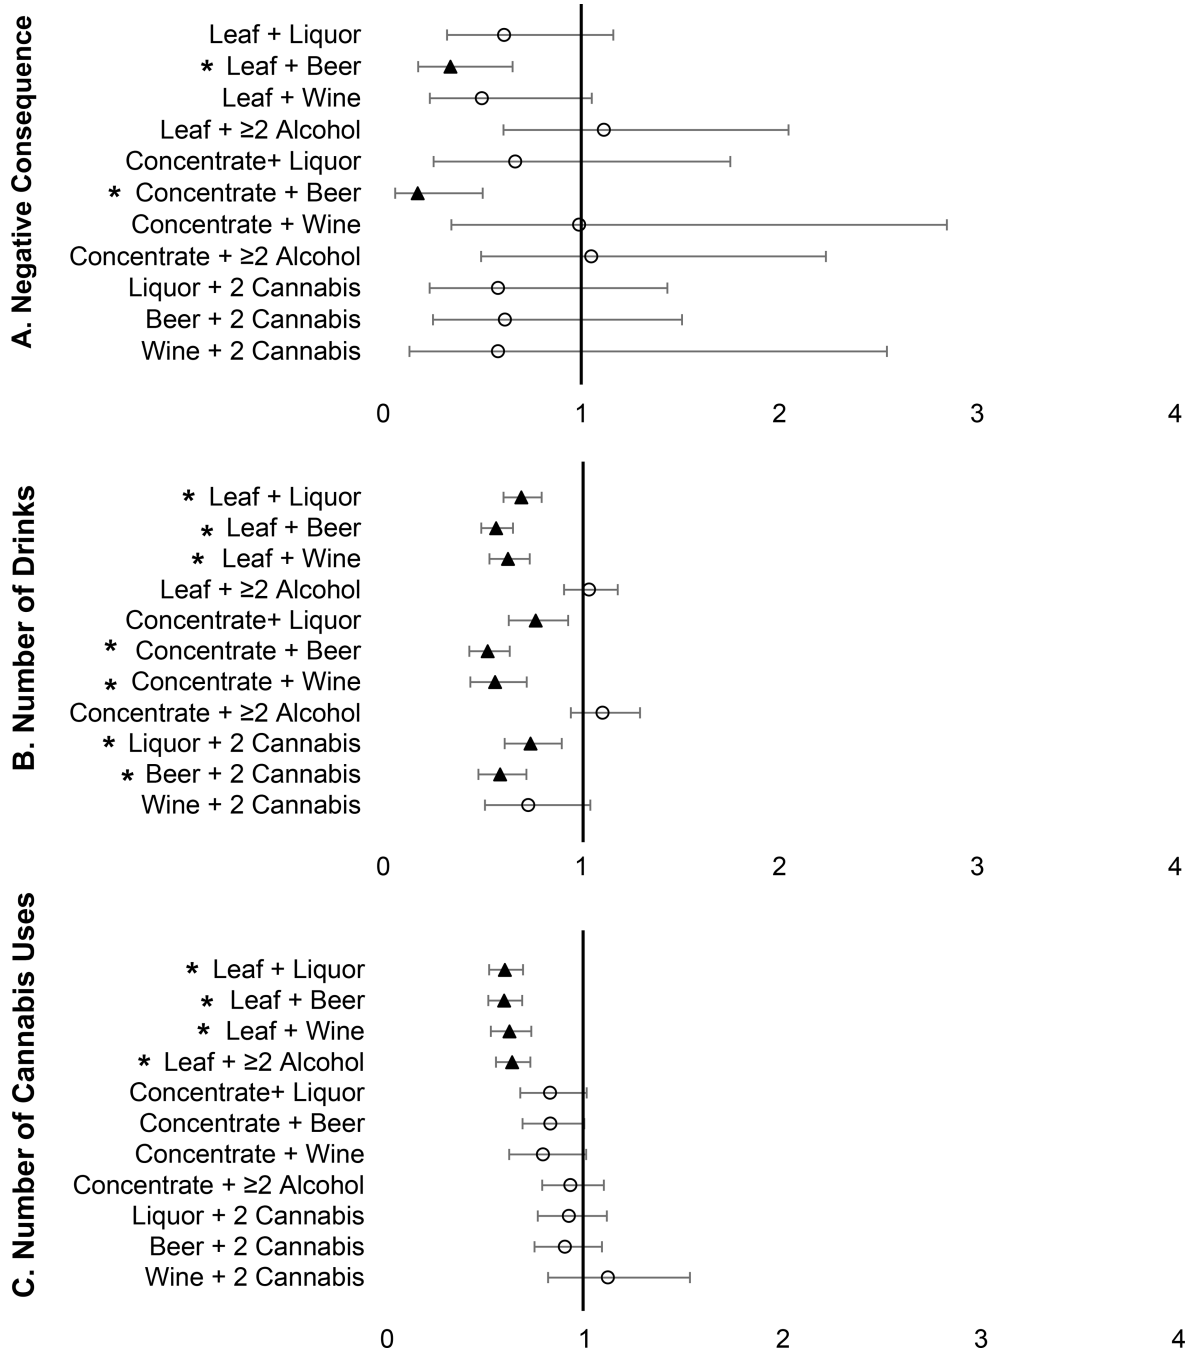 A. Negative Consequence
Leaf + Liquor
* Leaf + Beer
Leaf + Wine
Leaf + ≥2 Alcohol
Concentrate+ Liquor
* Concentrate + Beer
Concentrate + Wine
Concentrate + ≥2 Alcohol
Liquor + 2 Cannabis
Beer + 2 Cannabis
Wine + 2 Cannabis
0 1 2 3 4
B. Number of Drinks
* Leaf + Liquor
* Leaf + Beer
* Leaf + Wine
Leaf + ≥2 Alcohol
Concentrate+ Liquor
* Concentrate + Beer
* Concentrate + Wine
Concentrate + ≥2 Alcohol
* Liquor + 2 Cannabis
* Beer + 2 Cannabis
Wine + 2 Cannabis
0 1 2 3 4
C. Number of Cannabis Uses
* Leaf + Liquor
* Leaf + Beer
* Leaf + Wine
* Leaf + ≥2 Alcohol
Concentrate+ Liquor
Concentrate + Beer
Concentrate + Wine
Concentrate + ≥2 Alcohol
Liquor + 2 Cannabis
Beer + 2 Cannabis
Wine + 2 Cannabis
0 1 2 3 4